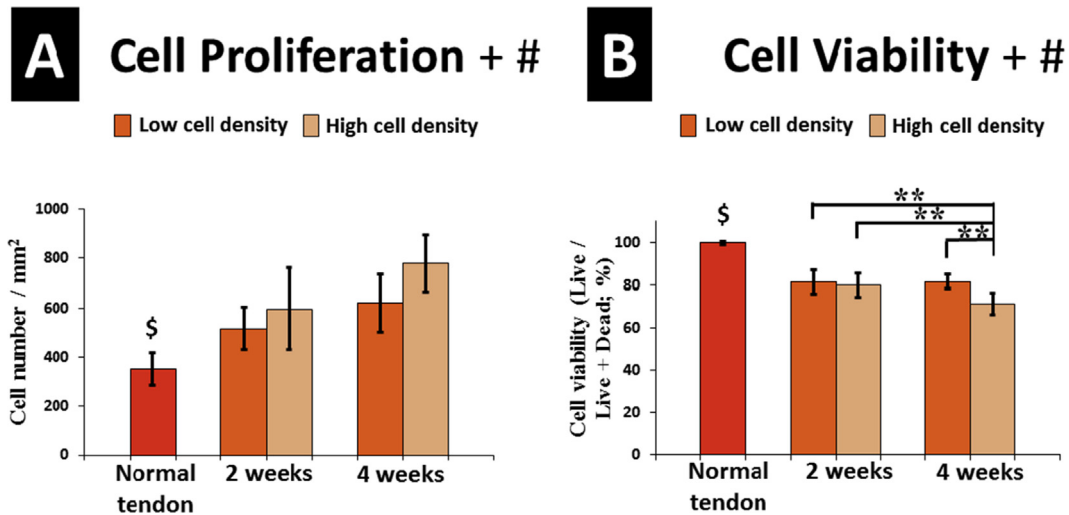 A Cell Proliferation + #
Low cell density High cell density
Cell number / mm²
1000
800
600
400
200
0
$
Normal tendon
2 weeks
4 weeks
B Cell Viability + #
Low cell density High cell density
Cell viability (Live /
Live + Dead; %)
100
80
60
40
20
0
$
**
**
**
Normal tendon
2 weeks
4 weeks